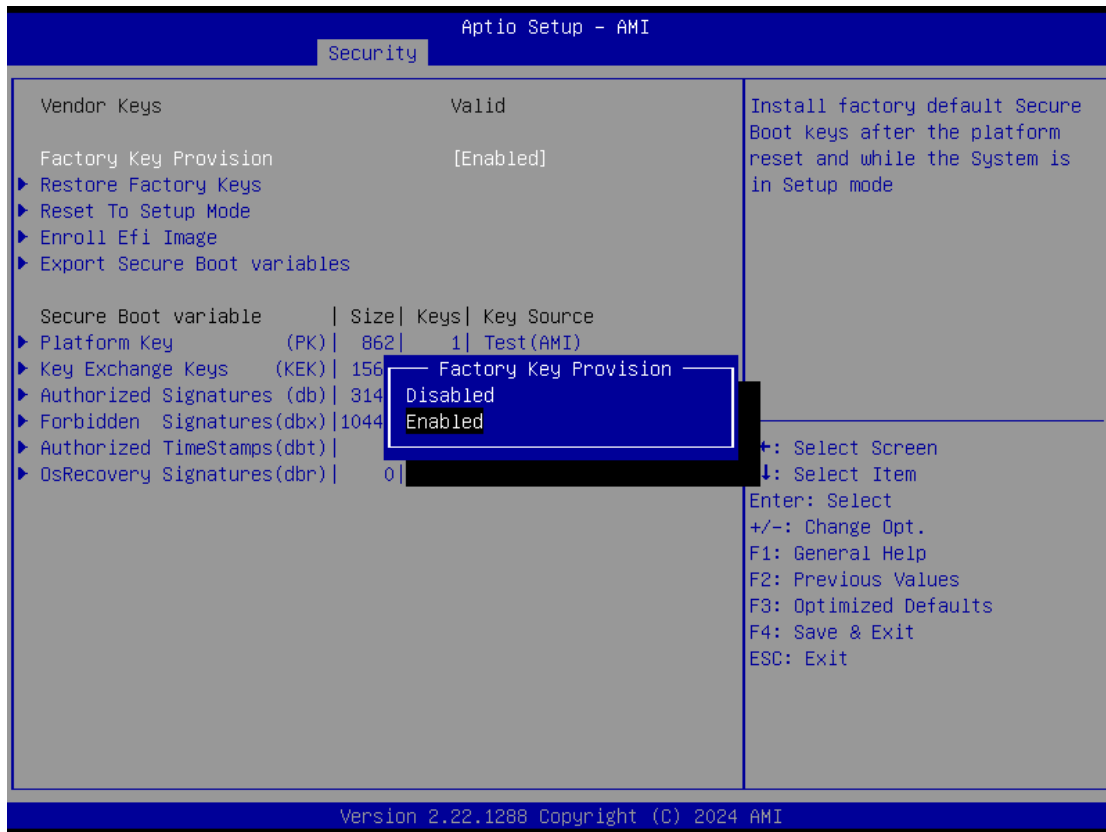 Aptio Setup – AMI
Security
Vendor Keys Valid
Factory Key Provision [Enabled]
Restore Factory Keys
Reset To Setup Mode
Enroll Efi Image
Export Secure Boot variables
Secure Boot variable | Size| Keys| Key Source
Platform Key (PK)| 862| 1| Test(AMI)
Key Exchange Keys (KEK)| 156
Authorized Signatures (db)| 314
Forbidden Signatures(dbx)|1044
Authorized TimeStamps(dbt)|
OsRecovery Signatures(dbr)| 0|
Factory Key Provision
Disabled
Enabled
Install factory default Secure
Boot keys after the platform
reset and while the System is
in Setup mode
: Select Screen
: Select Item
Enter: Select
+/-: Change Opt.
F1: General Help
F2: Previous Values
F3: Optimized Defaults
F4: Save & Exit
ESC: Exit
Version 2.22.1288 Copyright (C) 2024 AMI